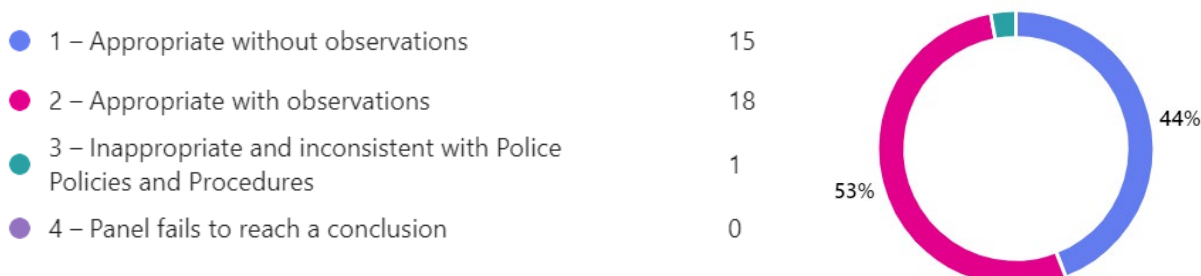 1 – Appropriate without observations 15
2 – Appropriate with observations 18
3 – Inappropriate and inconsistent with Police
Policies and Procedures 1
4 – Panel fails to reach a conclusion 0
44%
53%